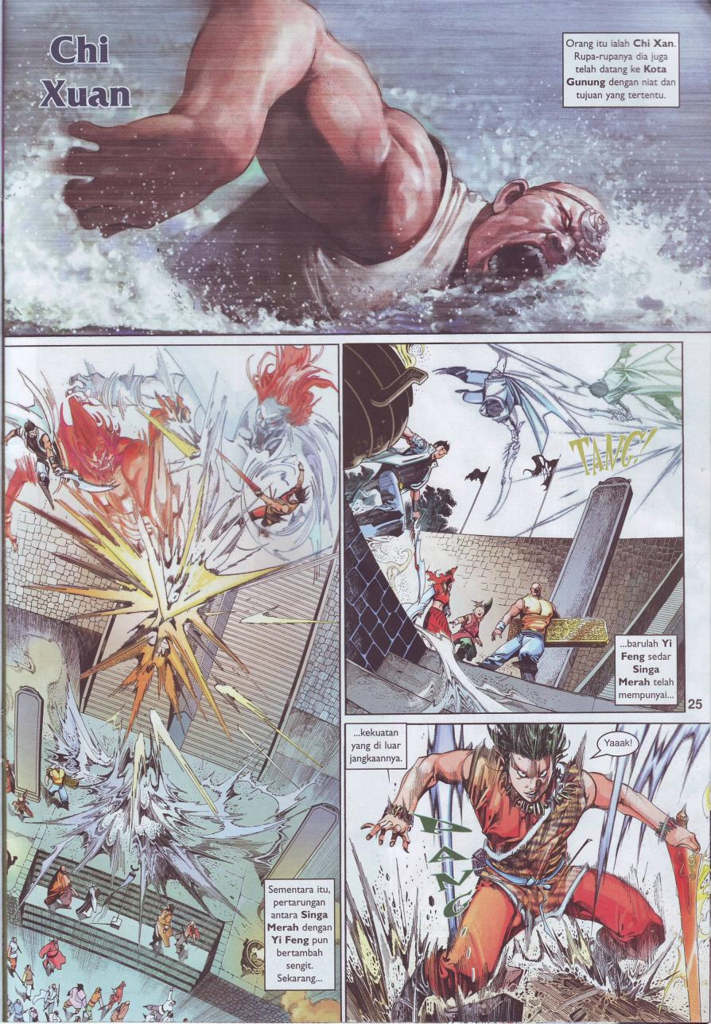 Chi
Xuan
Orang itu ialah Chi Xan.
Rupa-rupanya dia juga
telah datang ke Kota
Gunung dengan niat dan
tujuan yang tertentu.
Sementara itu,
pertarungan
antara Singa
Merah dengan
Yi Feng pun
bertambah
sengit.
Sekarang...
TANG!
...barulah Yi
Feng sedar
Singa
Merah telah
mempunyai...
25
...kekuatan
yang di luar
jangkaannya.
Yaaak!
DANG